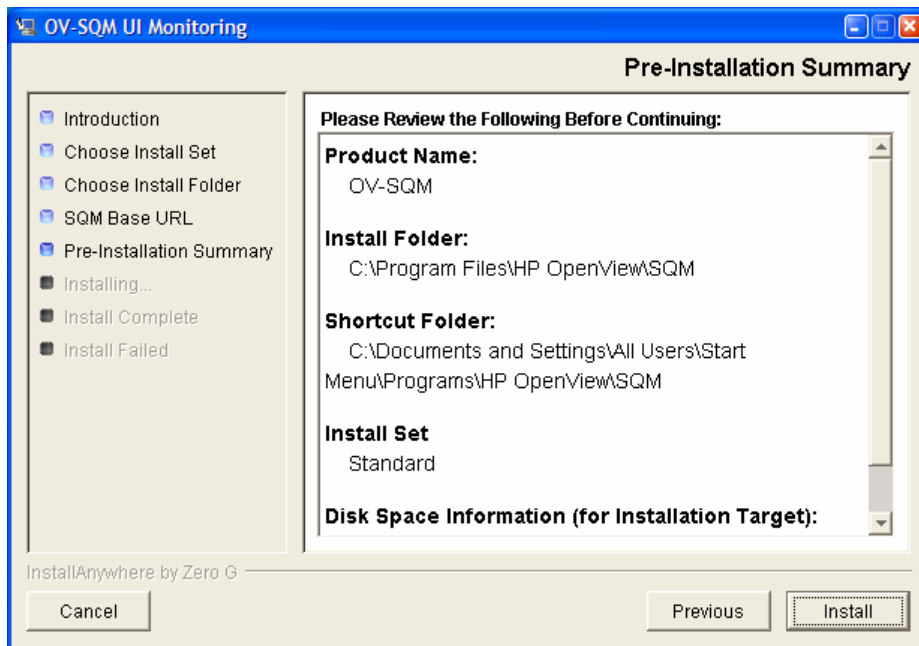 OV-SQM UI Monitoring
Pre-Installation Summary
Introduction
Choose Install Set
Choose Install Folder
SQM Base URL
Pre-Installation Summary
Installing...
Install Complete
Install Failed
Please Review the Following Before Continuing:
Product Name:
OV-SQM
Install Folder:
C:\Program Files\HP OpenView\SQM
Shortcut Folder:
C:\Documents and Settings\All Users\Start
Menu\Programs\HP OpenView\SQM
Install Set
Standard
Disk Space Information (for Installation Target):
InstallAnywhere by Zero G
Cancel
Previous
Install